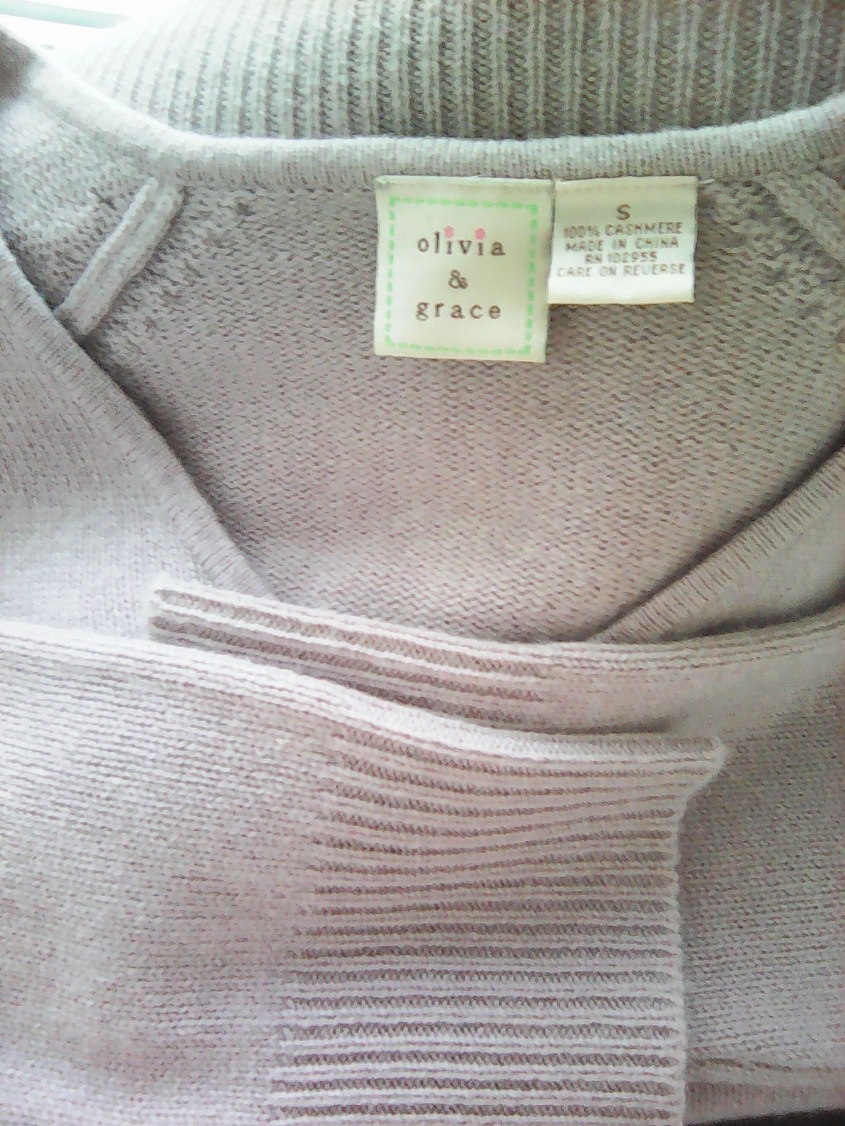 olivia
&
grace
S
100% CASHMERE
MADE IN CHINA
RN 102955
CARE ON REVERSE